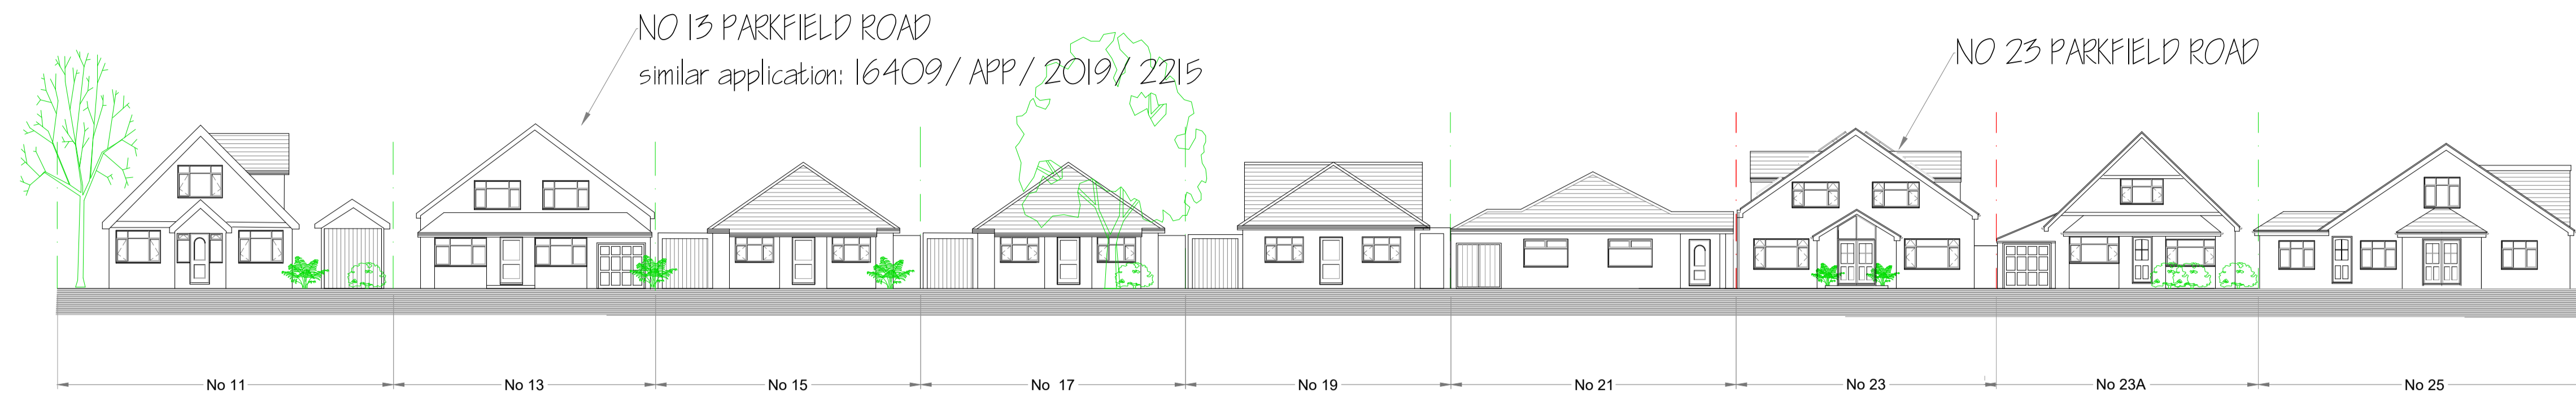 NO 13 PARKFIELD ROAD
similar application: 16409/ APP/ 2019/ 2215
NO 23 PARKFIELD ROAD
No 11
No 13
No 15
No 17
No 19
No 21
No 23
No 23A
No 25